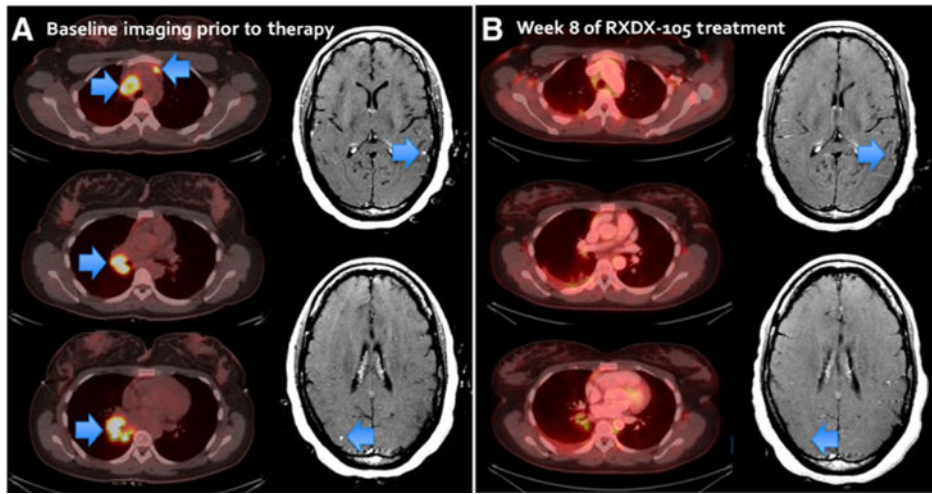 A Baseline imaging prior to therapy
B Week 8 of RXDX-105 treatment